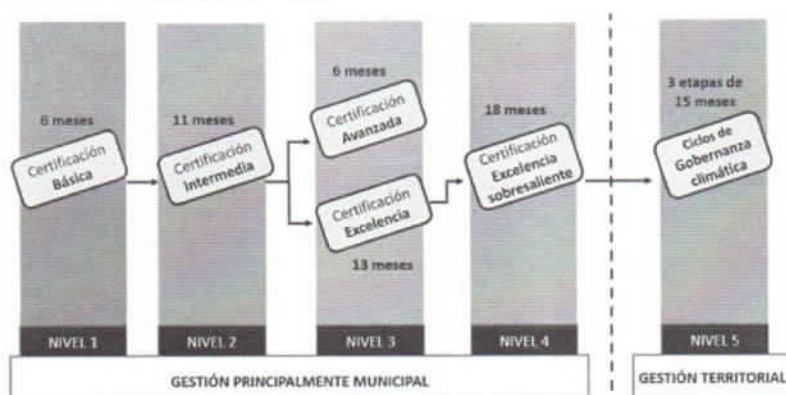 6 meses
Certificación
Básica
11 meses
Certificación
Intermedia
6 meses
Certificación
Avanzada
Certificación
Excelencia
13 meses
18 meses
Certificación
Excelencia
sobresaliente
3 etapas de
15 meses
Ciclos de
Gobernanza
climática
NIVEL 1
NIVEL 2
NIVEL 3
NIVEL 4
NIVEL 5
GESTIÓN PRINCIPALMENTE MUNICIPAL
GESTIÓN TERRITORIAL